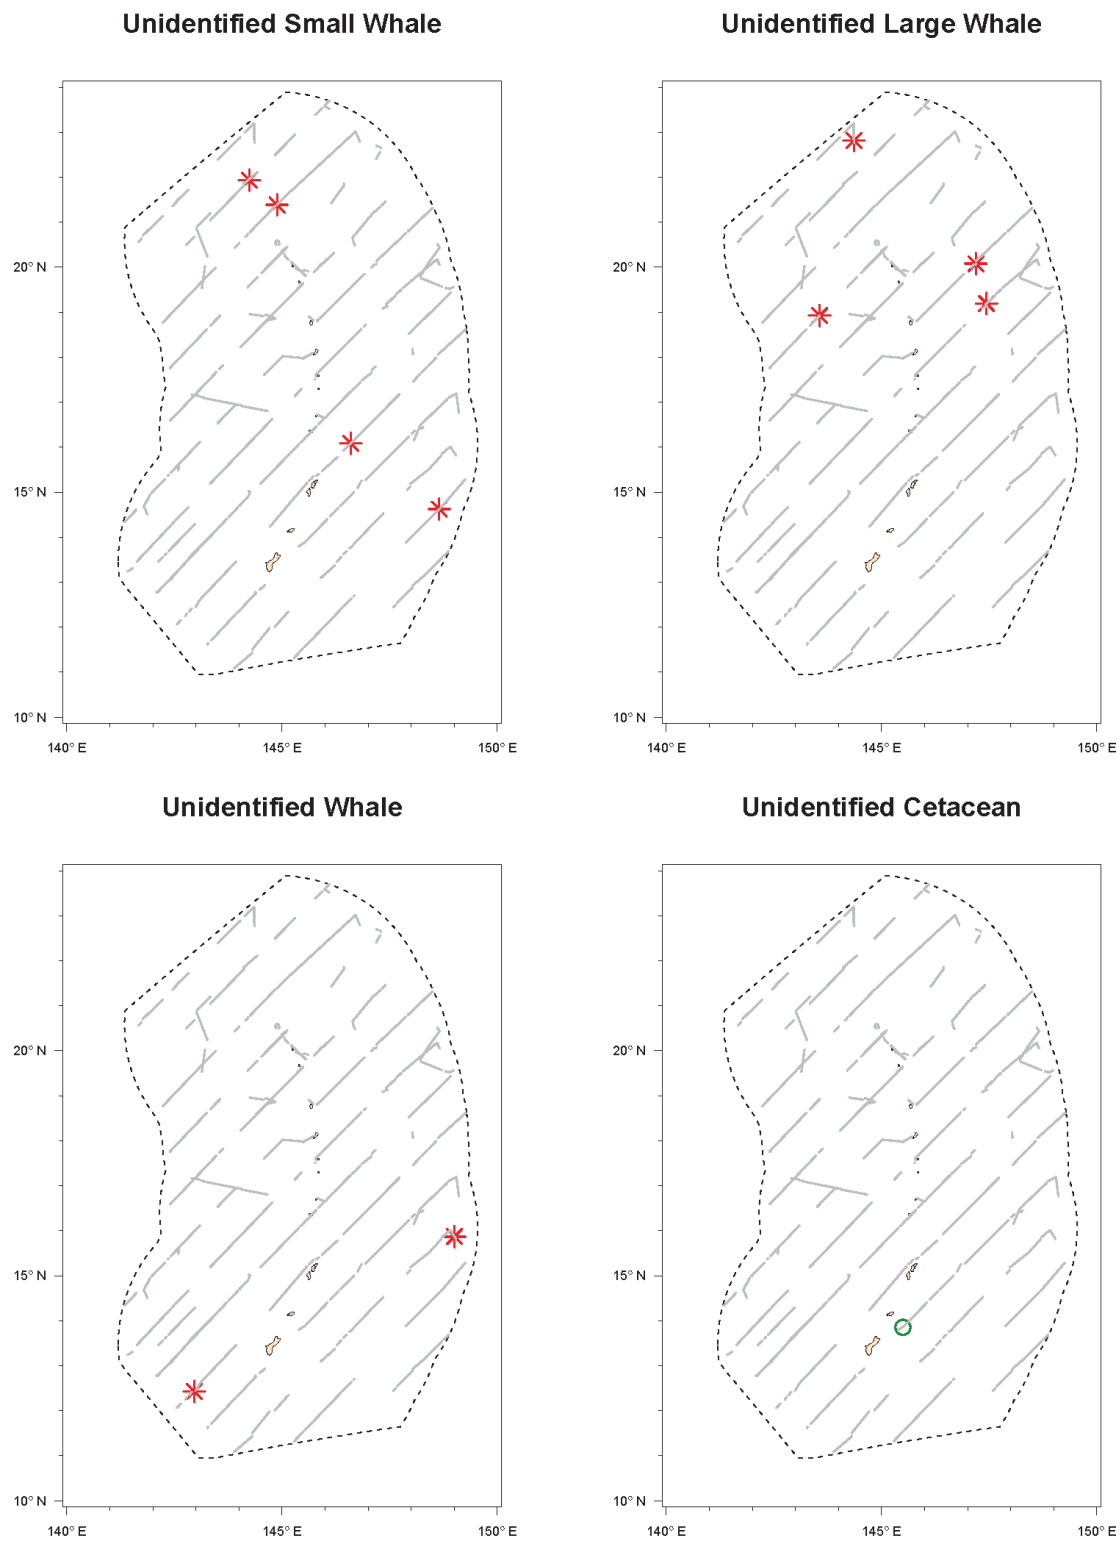 Unidentified Small Whale
Unidentified Large Whale
20° N
15° N
10° N
140° E
145° E
150° E
20° N
15° N
10° N
140° E
145° E
150° E
Unidentified Whale
Unidentified Cetacean
20° N
15° N
10° N
140° E
145° E
150° E
20° N
15° N
10° N
140° E
145° E
150° E